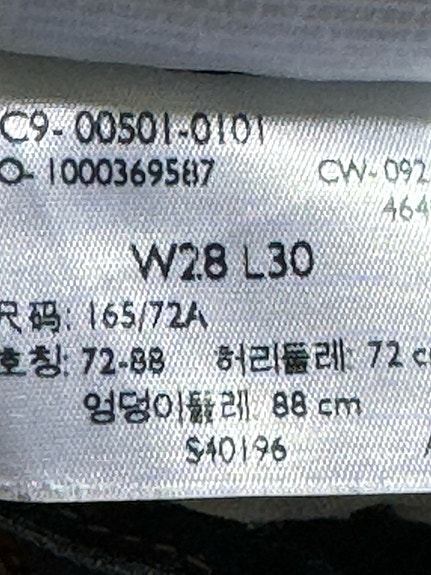 C9-00501-0101
O-1000369587 CW-092
464
W28 L30
尺码: 165/72A
호칭: 72-88 허리둘레: 72 c
엉덩이둘레: 88 cm
S40196